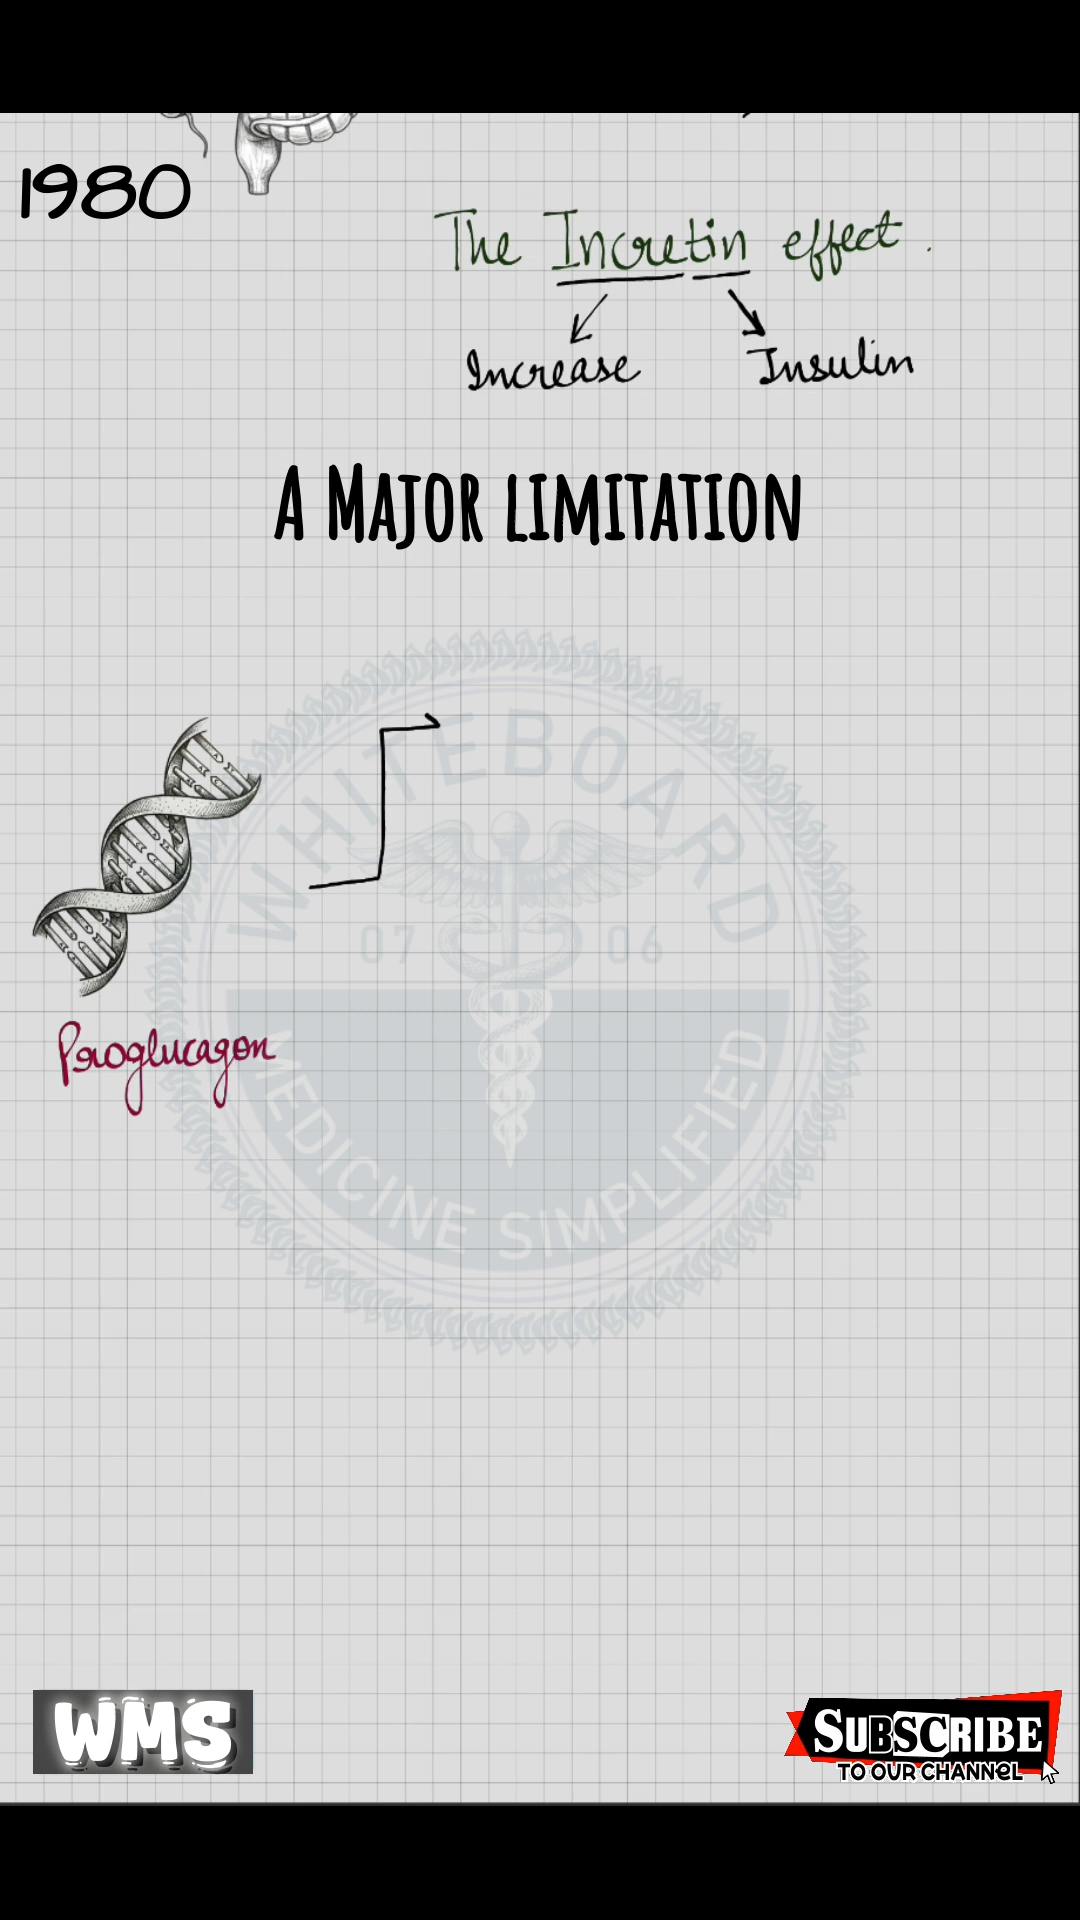 1980
The Incretin effect.
Increase Insulin
A MAJOR LIMITATION
WHITEBOARD
07 06
Proglucagon
MEDICINE SIMPLIFIED
WMS
SUBSCRIBE
TO OUR CHANNEL